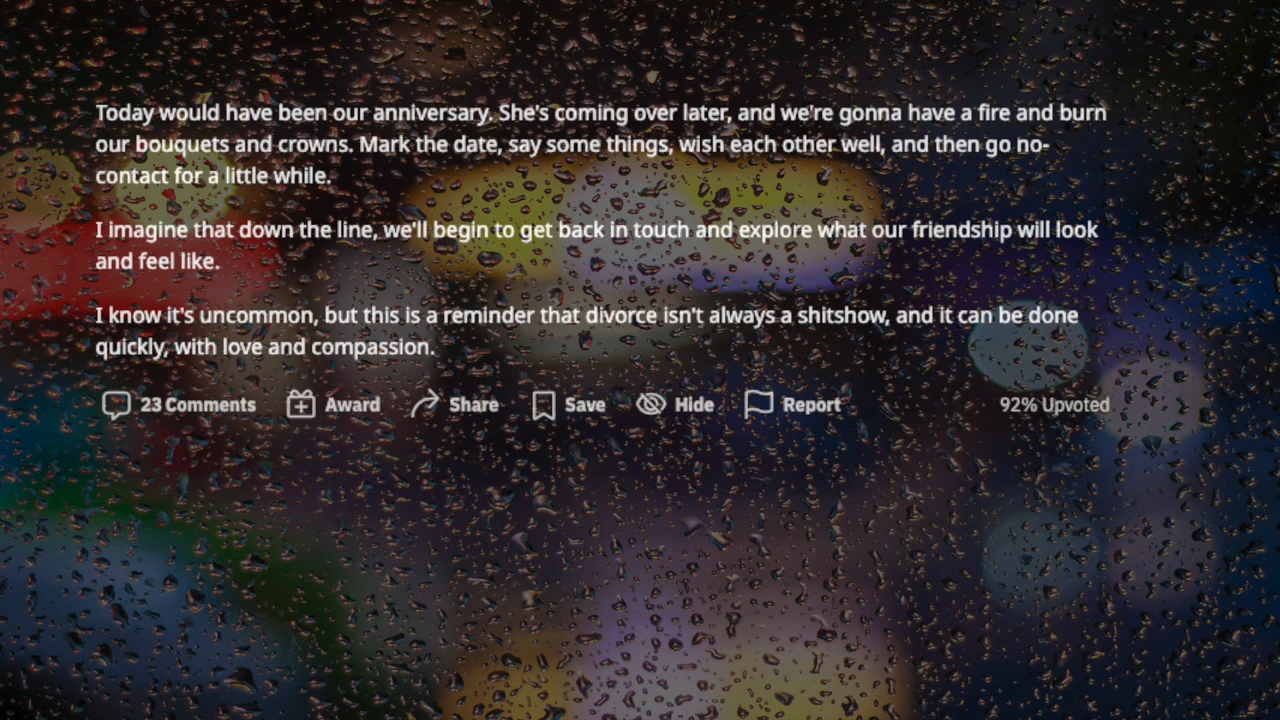 Today would have been our anniversary. She's coming over later, and we're gonna have a fire and burn
our bouquets and crowns. Mark the date, say some things, wish each other well, and then go no-
contact for a little while.
I imagine that down the line, we'll begin to get back in touch and explore what our friendship will look
and feel like.
I know it's uncommon, but this is a reminder that divorce isn't always a shitshow, and it can be done
quickly, with love and compassion.
23 Comments Award Share Save Hide Report 92% Upvoted